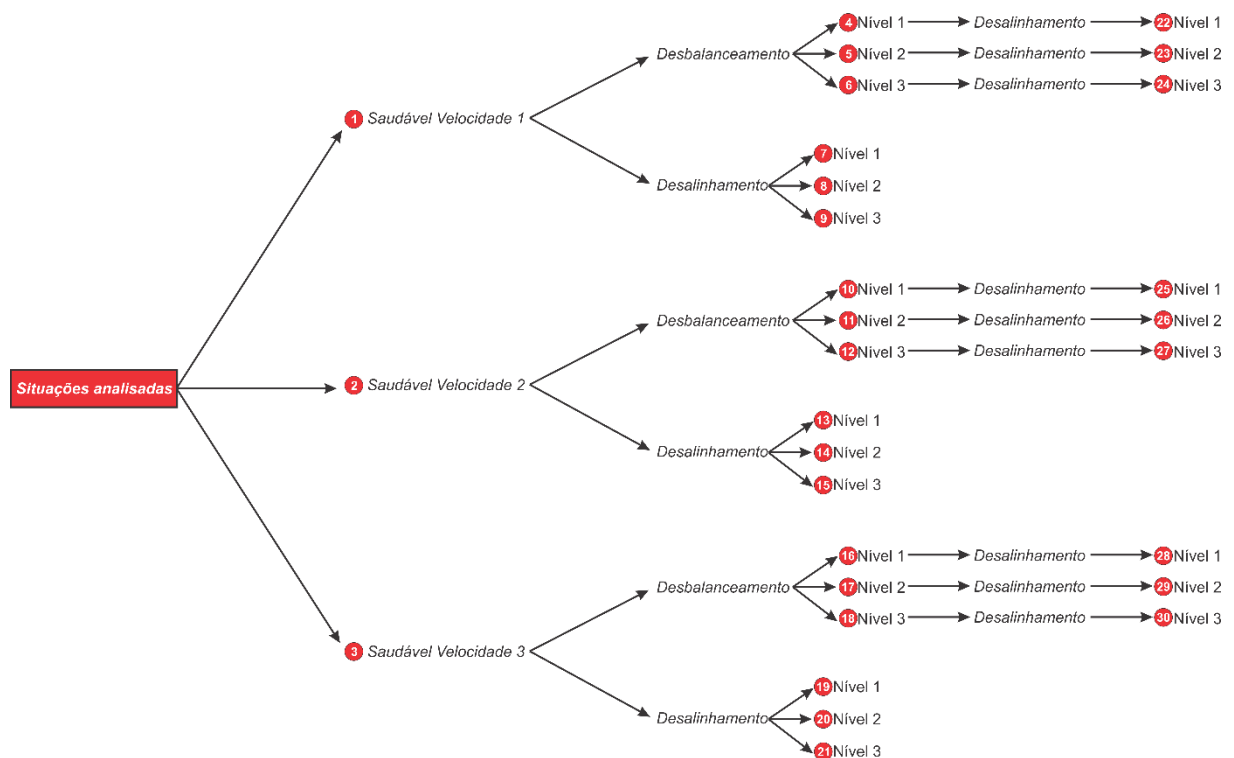 4 Nível 1 Desalinhamento 22 Nível 1
Desbalanceamento 5 Nível 2 Desalinhamento 23 Nível 2
6 Nível 3 Desalinhamento 24 Nível 3
1 Saudável Velocidade 1
7 Nível 1
Desalinhamento 8 Nível 2
9 Nível 3
10 Nível 1 Desalinhamento 25 Nível 1
Desbalanceamento 11 Nível 2 Desalinhamento 26 Nível 2
12 Nível 3 Desalinhamento 27 Nível 3
Situações analisadas 2 Saudável Velocidade 2
13 Nível 1
Desalinhamento 14 Nível 2
15 Nível 3
16 Nível 1 Desalinhamento 28 Nível 1
Desbalanceamento 17 Nível 2 Desalinhamento 29 Nível 2
18 Nível 3 Desalinhamento 30 Nível 3
3 Saudável Velocidade 3
19 Nível 1
Desalinhamento 20 Nível 2
21 Nível 3